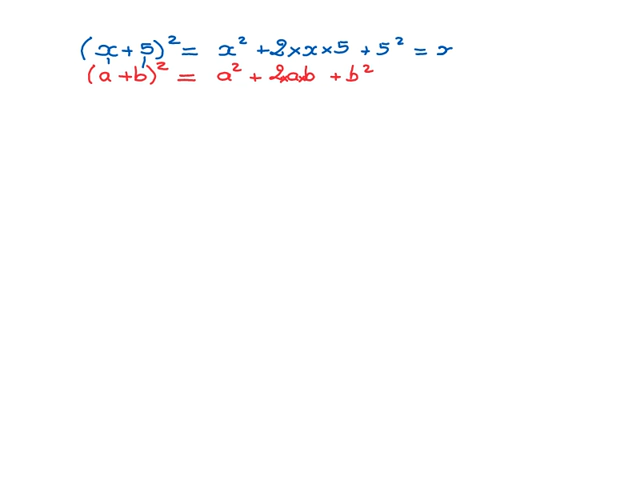 (x + 5)² = x² + 2 × x × 5 + 5² = x
(a + b)² = a² + 2×a×b + b²